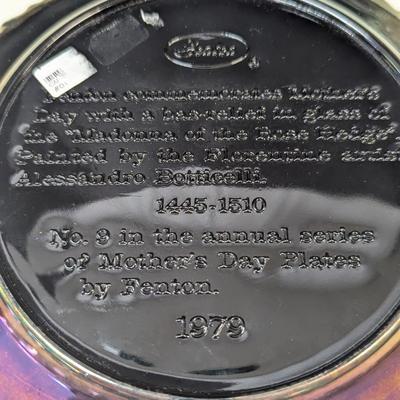 Fenton
Fenton commemorates Mother's
Day with a bas-relief in glass of
the "Madonna of the Rose Hedge".
Painted by the Florentine artist
Alessandro Botticelli.
1445-1510
No. 9 in the annual series
of Mother's Day Plates
by Fenton.
1979